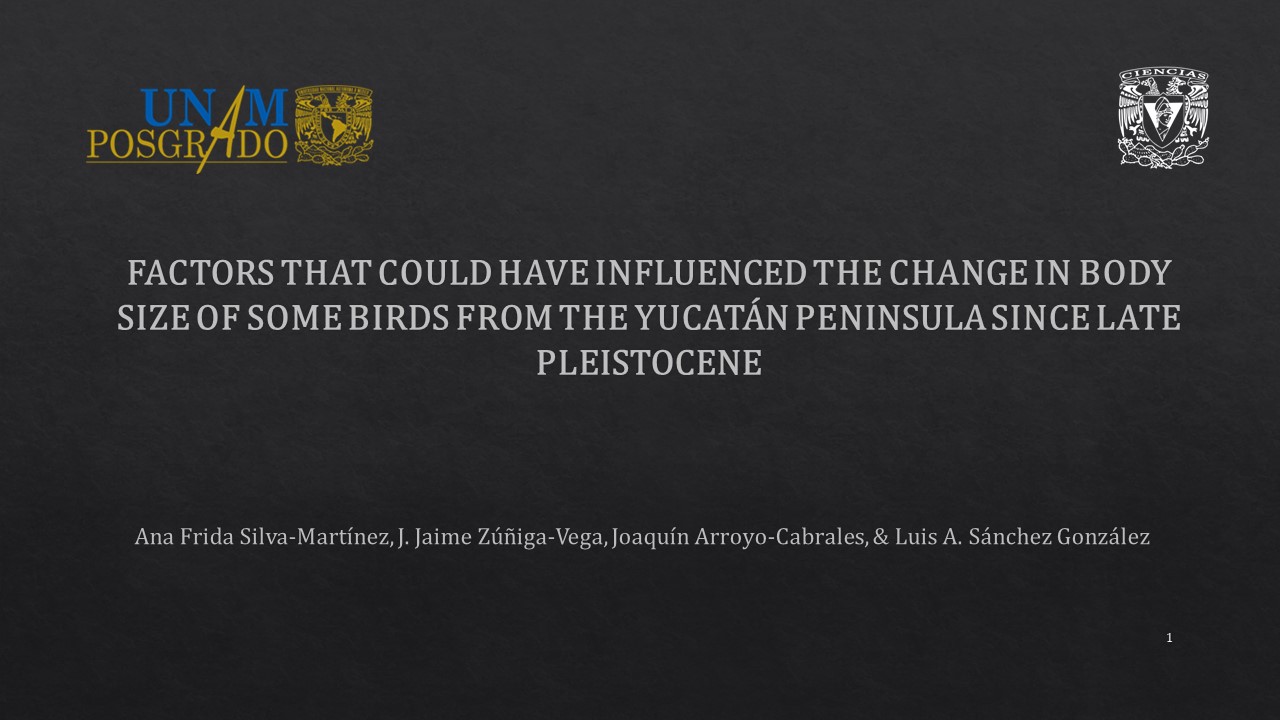 UNAM
POSGRADO
CIENCIAS
FACTORS THAT COULD HAVE INFLUENCED THE CHANGE IN BODY
SIZE OF SOME BIRDS FROM THE YUCATÁN PENINSULA SINCE LATE
PLEISTOCENE
Ana Frida Silva-Martínez, J. Jaime Zúñiga-Vega, Joaquín Arroyo-Cabrales, & Luis A. Sánchez González
1